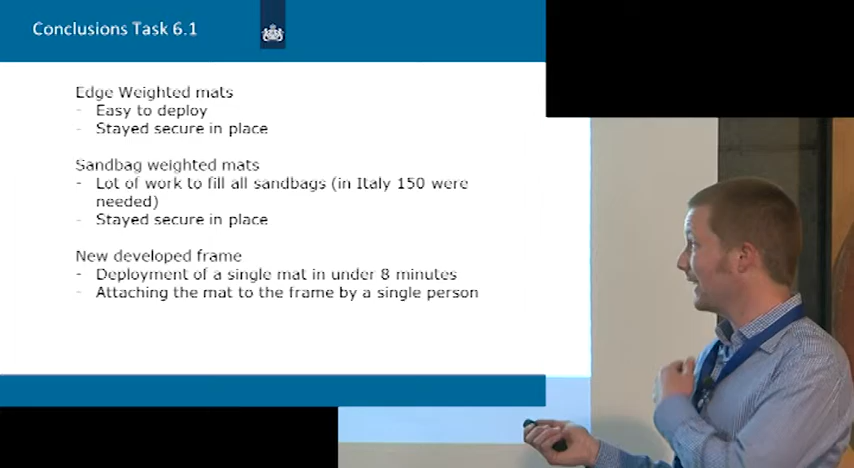 Conclusions Task 6.1
Edge Weighted mats
- Easy to deploy
- Stayed secure in place
Sandbag weighted mats
- Lot of work to fill all sandbags (in Italy 150 were
needed)
- Stayed secure in place
New developed frame
- Deployment of a single mat in under 8 minutes
- Attaching the mat to the frame by a single person